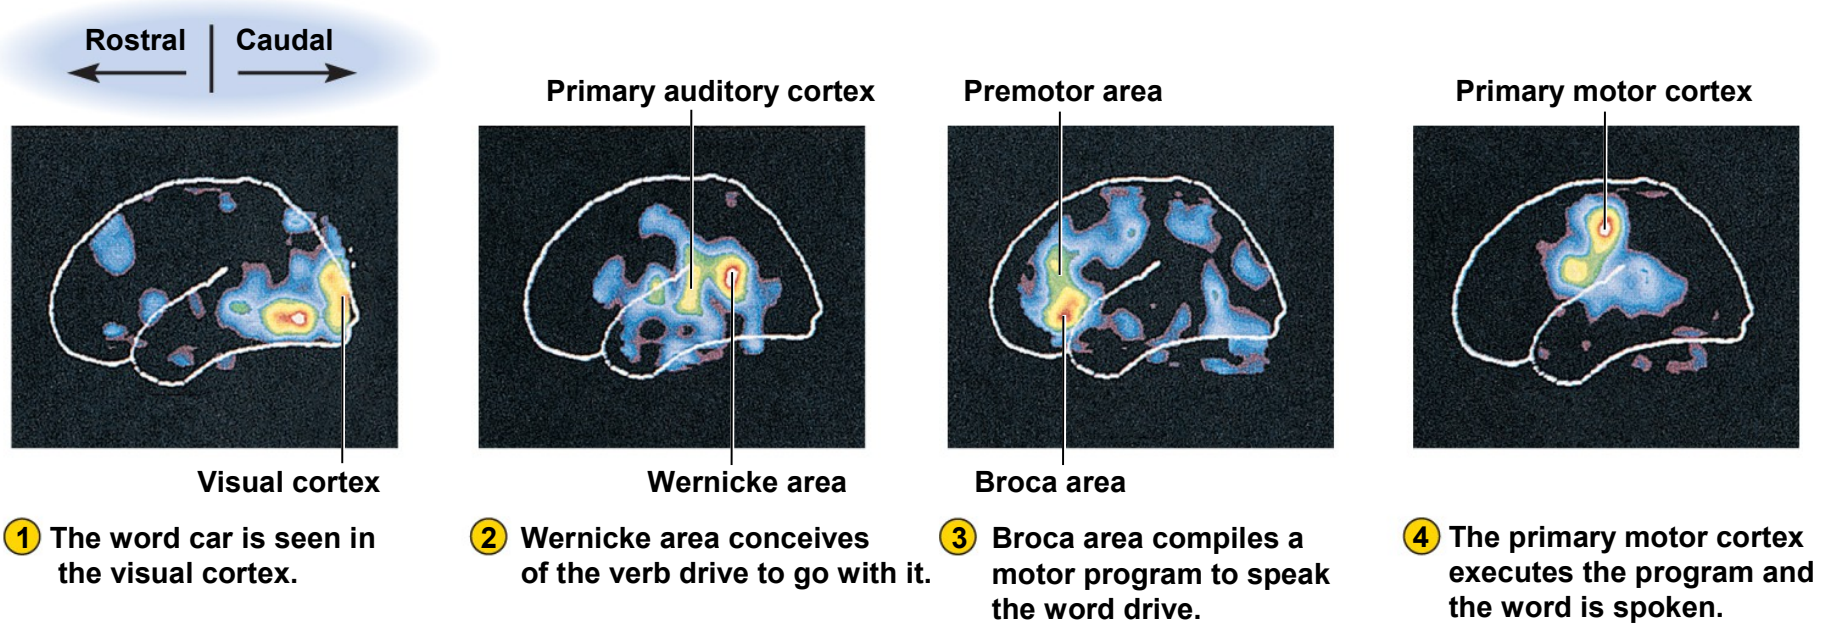 Rostral
Caudal
Primary auditory cortex
Premotor area
Primary motor cortex
Visual cortex
Wernicke area
Broca area
1 The word car is seen in
the visual cortex.
2 Wernicke area conceives
of the verb drive to go with it.
3 Broca area compiles a
motor program to speak
the word drive.
4 The primary motor cortex
executes the program and
the word is spoken.